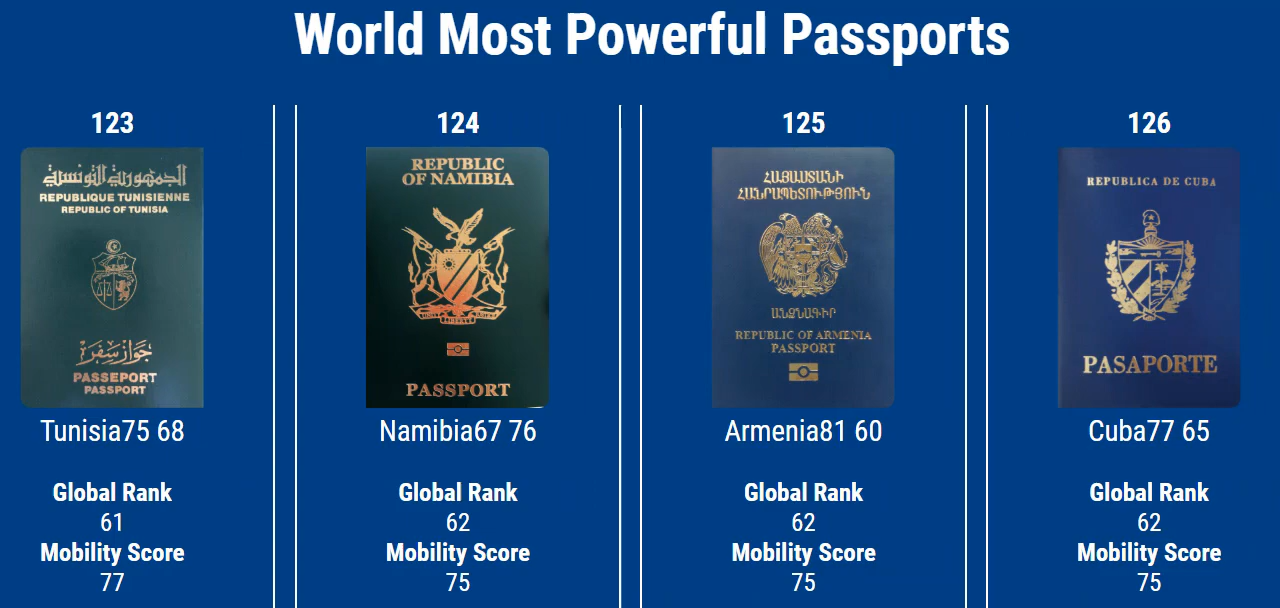 World Most Powerful Passports
123
الجمهورية التونسية
REPUBLIQUE TUNISIENNE
REPUBLIC OF TUNISIA
جواز سفر
PASSEPORT
PASSPORT
Tunisia75 68
Global Rank
61
Mobility Score
77
124
REPUBLIC
OF NAMIBIA
UNITY LIBERTY JUSTICE
PASSPORT
Namibia67 76
Global Rank
62
Mobility Score
75
125
ՀԱՅԱՍՏԱՆԻ
ՀԱՆՐԱՊԵՏՈՒԹՅՈՒՆ
ԱՆՁՆԱԳԻՐ
REPUBLIC OF ARMENIA
PASSPORT
Armenia81 60
Global Rank
62
Mobility Score
75
126
REPUBLICA DE CUBA
PASAPORTE
Cuba77 65
Global Rank
62
Mobility Score
75